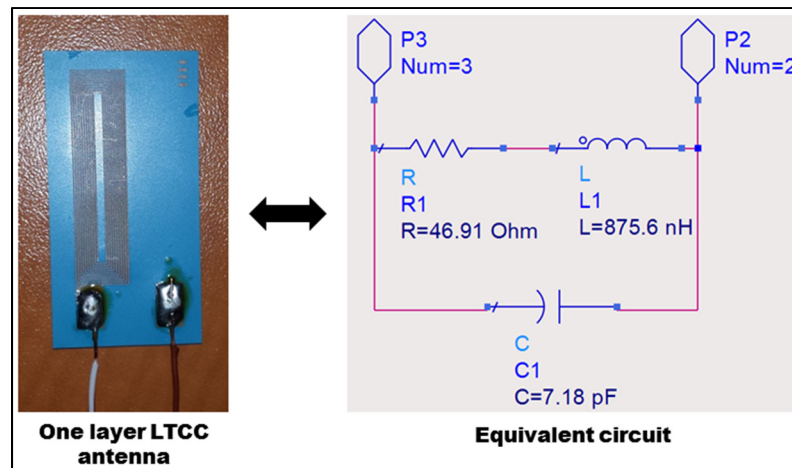 P3
Num=3
P2
Num=2
R
R1
R=46.91 Ohm
L
L1
L=875.6 nH
C
C1
C=7.18 pF
One layer LTCC
antenna
Equivalent circuit